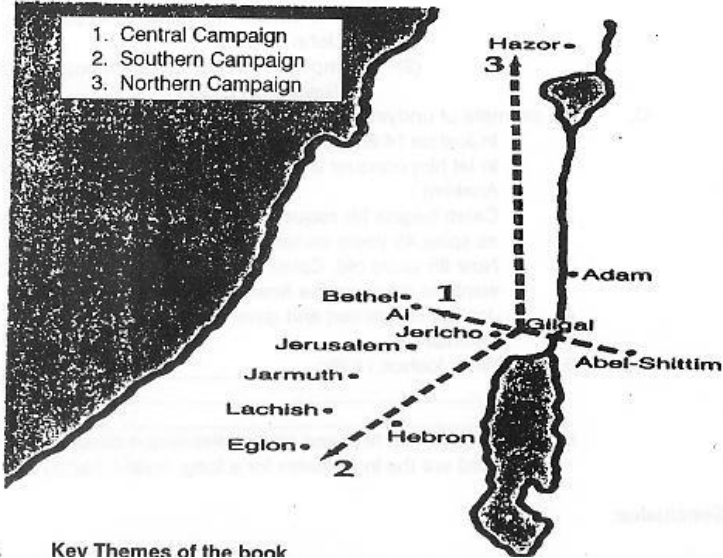 1. Central Campaign
2. Southern Campaign
3. Northern Campaign
Hazor
3
Adam
Bethel
1
Ai
Jericho
Gilgal
Jerusalem
Abel-Shittim
Jarmuth
Lachish
Hebron
Eglon
2
Key Themes of the book